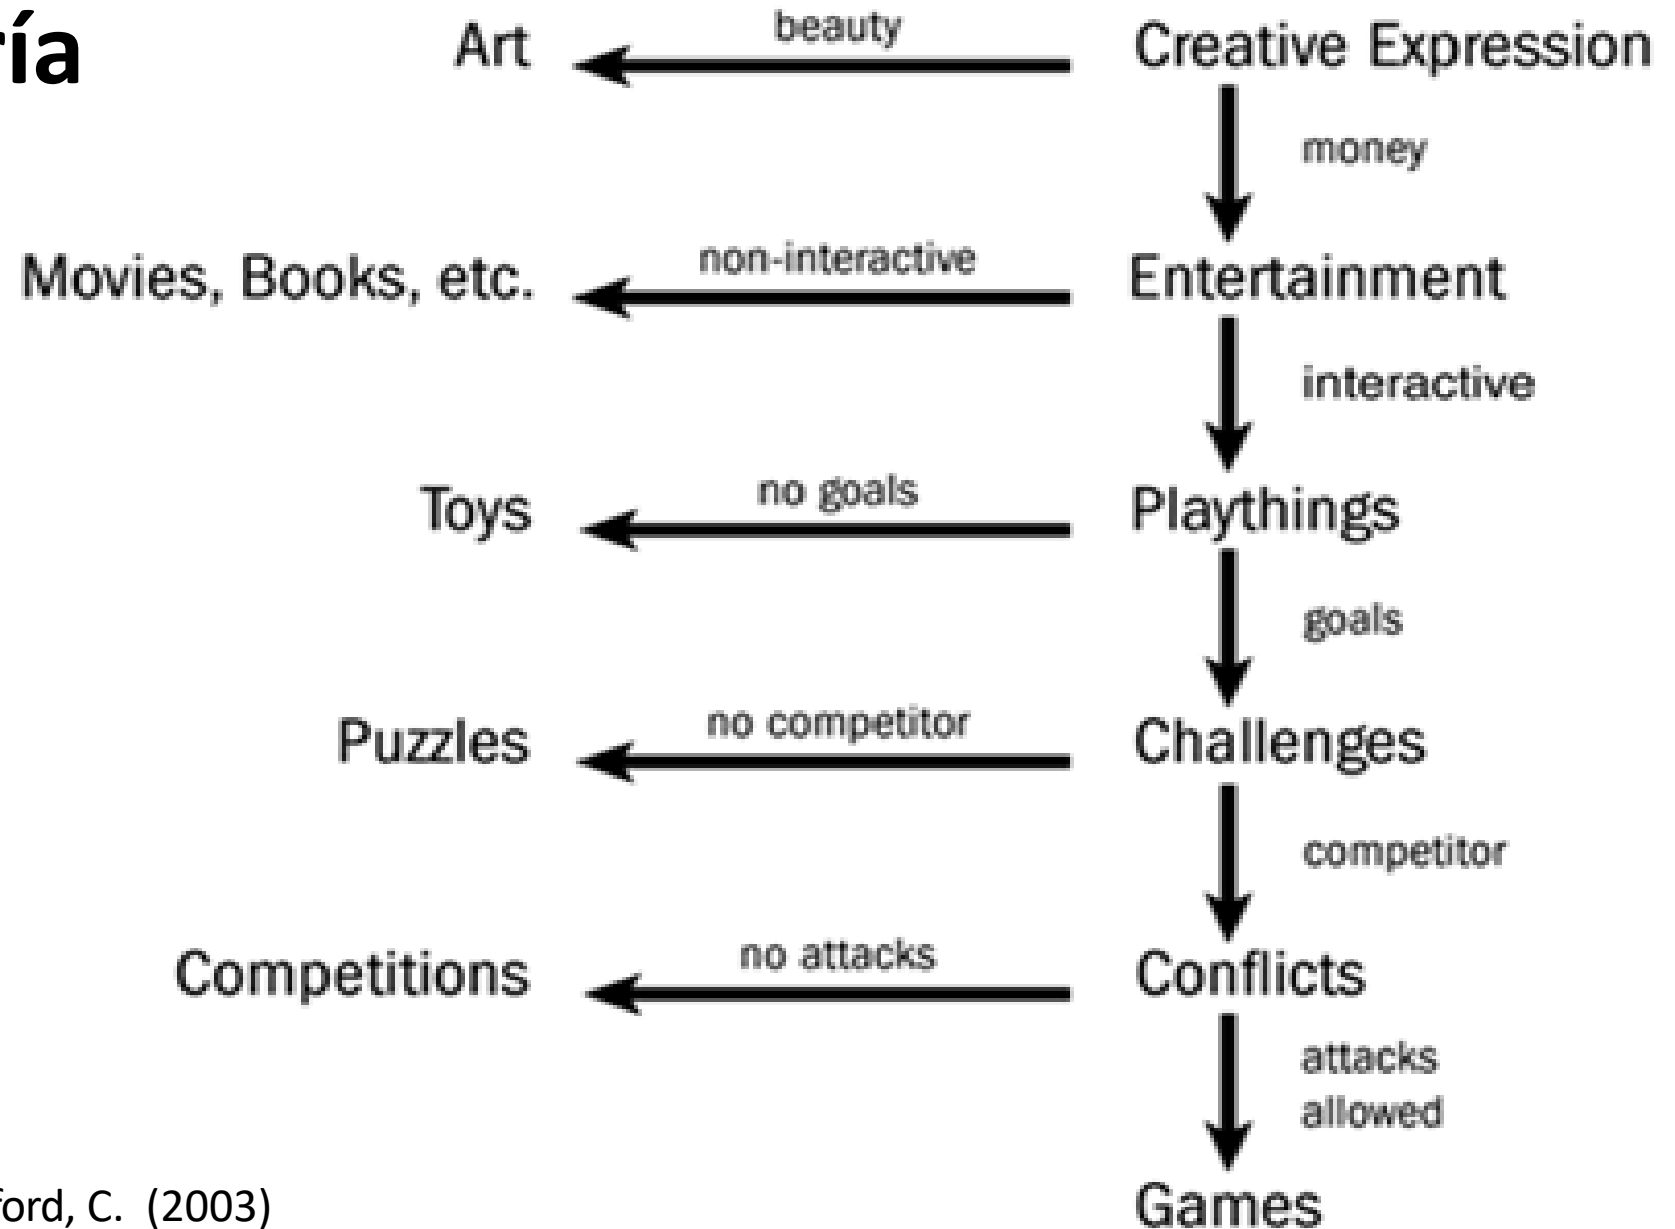 ría
Art
beauty
Creative Expression
money
Movies, Books, etc.
non-interactive
Entertainment
interactive
Toys
no goals
Playthings
goals
Puzzles
no competitor
Challenges
competitor
Competitions
no attacks
Conflicts
attacks
allowed
ford, C. (2003)
Games